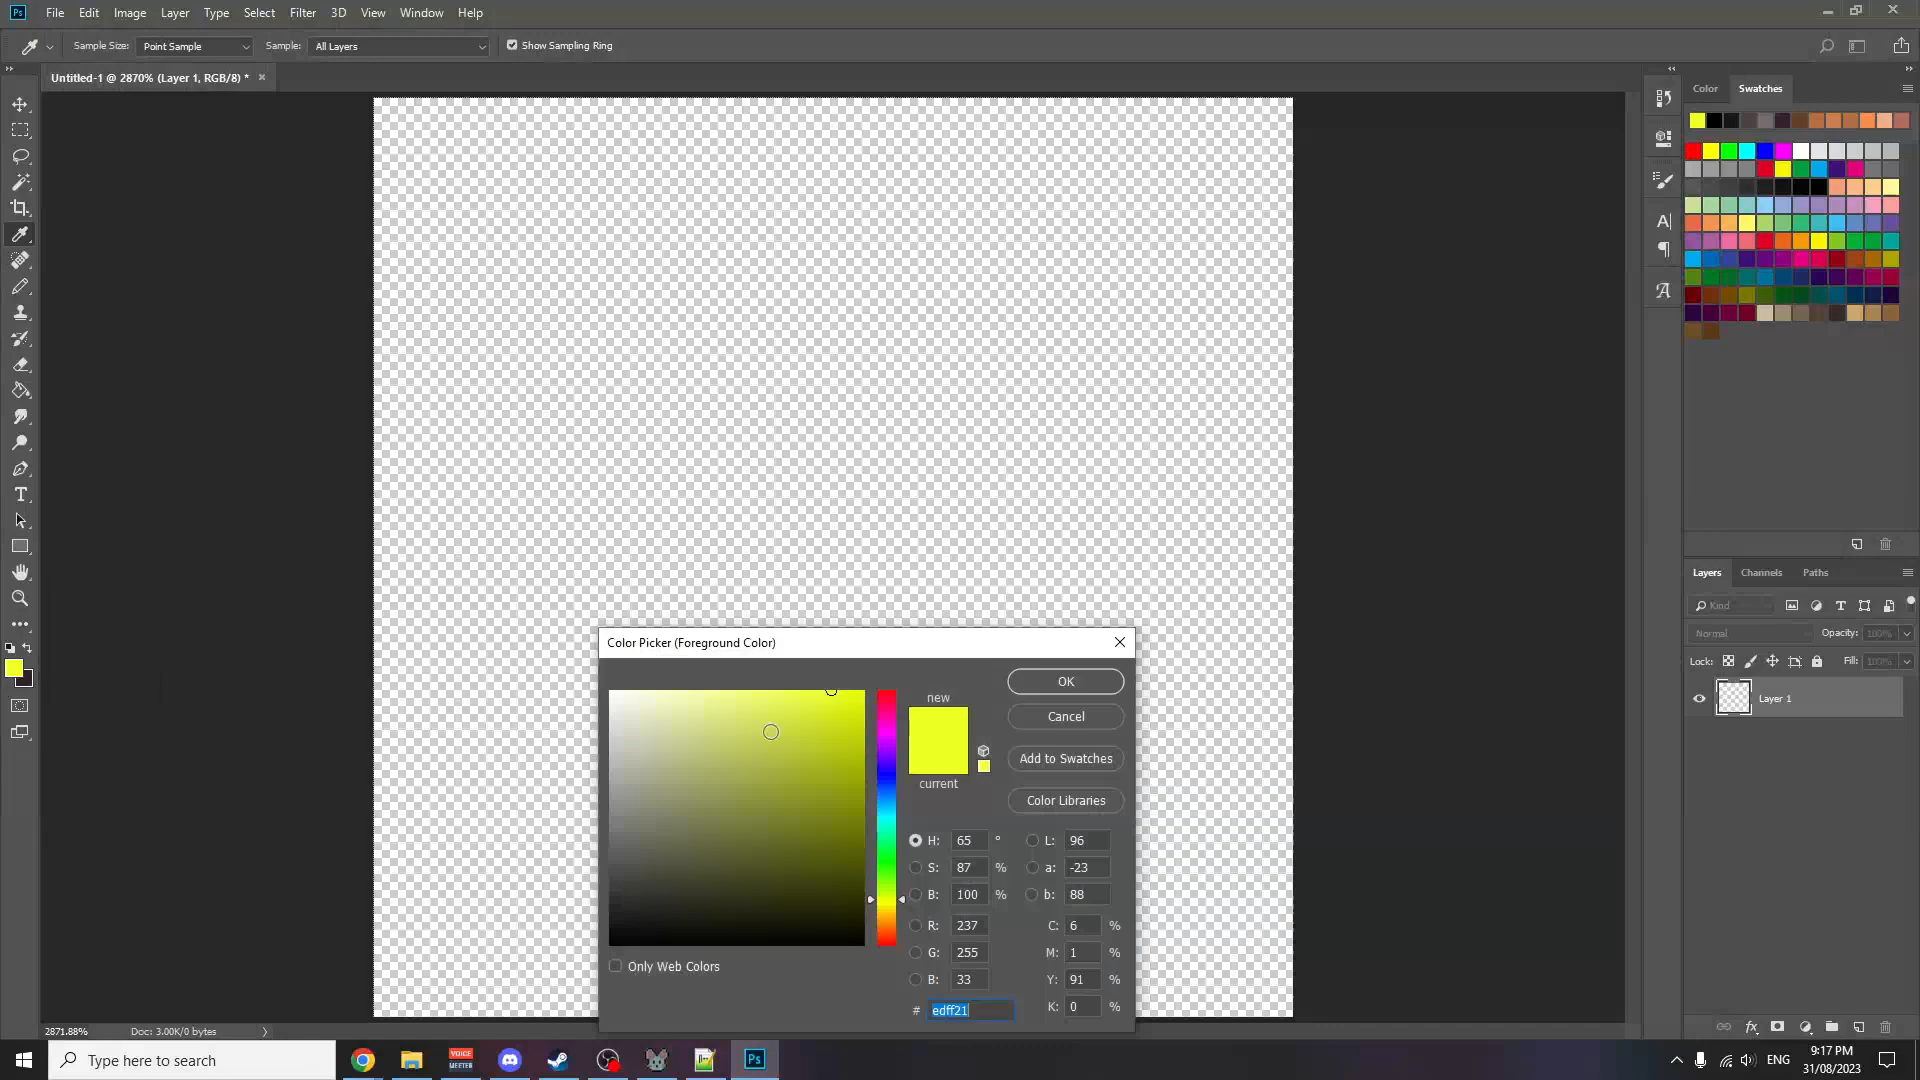 Ps File Edit Image Layer Type Select Filter 3D View Window Help
Sample Size: Point Sample Sample: All Layers Show Sampling Ring
Untitled-1 @ 2870% (Layer 1, RGB/8) *
Color Swatches
Layers Channels Paths
Kind
Normal Opacity: 100%
Lock: Fill: 100%
Layer 1
Color Picker (Foreground Color)
OK
new
Cancel
Add to Swatches
current
Color Libraries
H: 65 ° L: 96
S: 87 % a: -23
B: 100 % b: 88
R: 237 C: 6 %
G: 255 M: 1 %
Only Web Colors
B: 33 Y: 91 %
# edff21 K: 0 %
2871.88% Doc: 3.00K/0 bytes
Type here to search
VOICE
MEETER
Ps
ENG
9:17 PM
31/08/2023